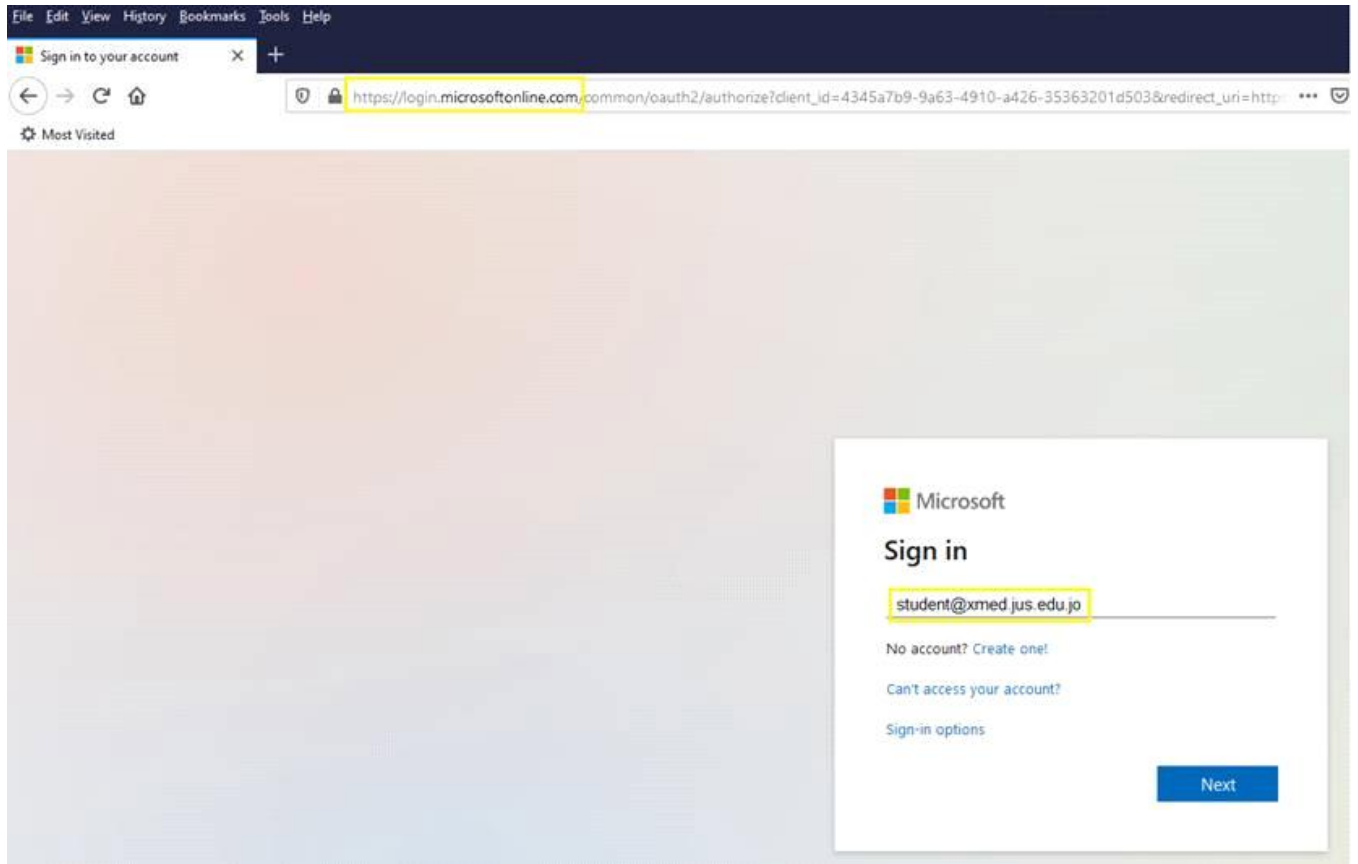 File Edit View History Bookmarks Tools Help
Sign in to your account
https://login.microsoftonline.com/common/oauth2/authorize?client_id=4345a7b9-9a63-4910-a426-35363201d503&redirect_uri=http
Most Visited
Microsoft
Sign in
student@xmed.jus.edu.jo
No account? Create one!
Can't access your account?
Sign-in options
Next